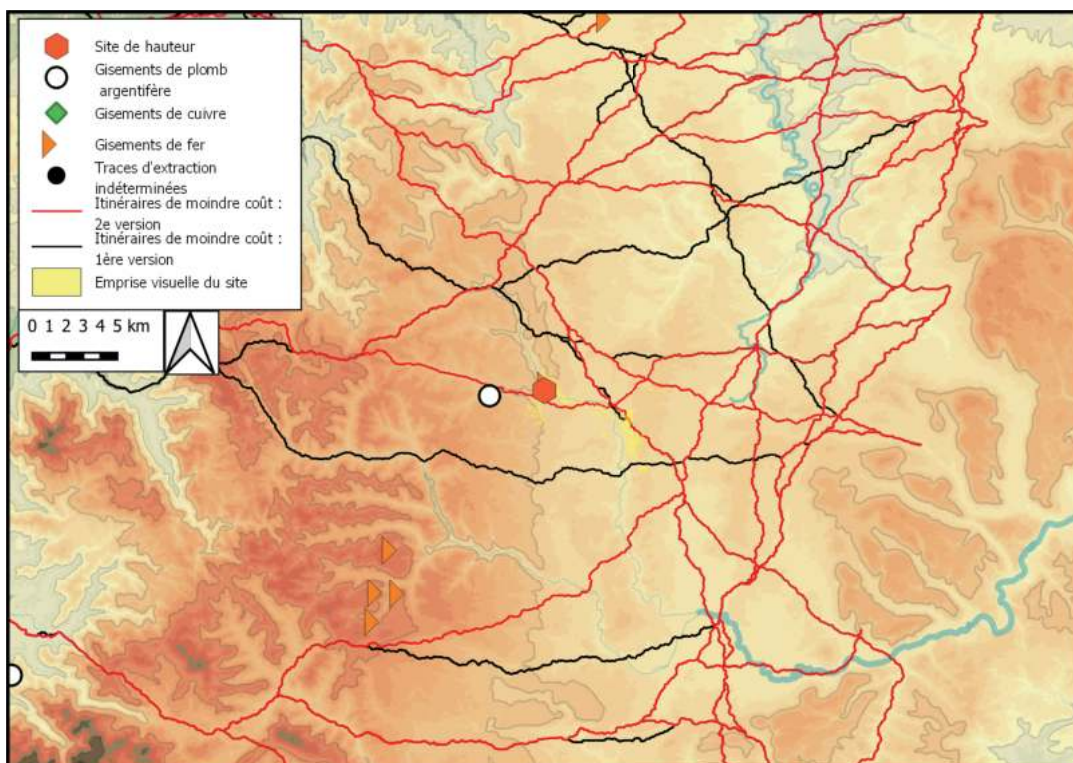 Site de hauteur
Gisements de plomb
argentifère
Gisements de cuivre
Gisements de fer
Traces d'extraction
indéterminées
Itinéraires de moindre coût :
2e version
Itinéraires de moindre coût :
1ère version
Emprise visuelle du site
0 1 2 3 4 5 km